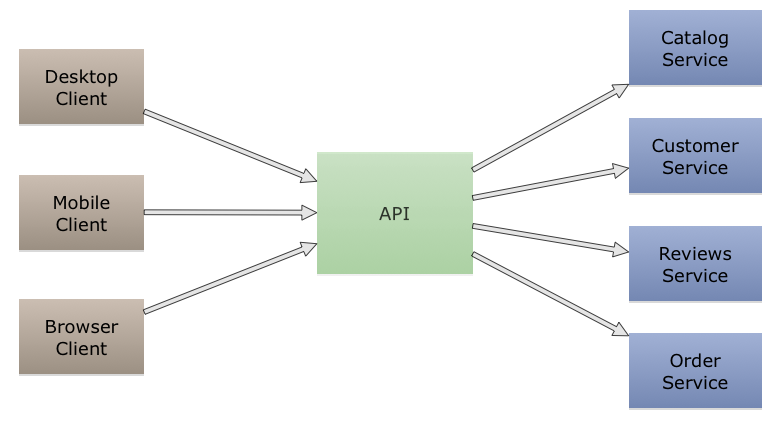 Desktop
Client
Mobile
Client
Browser
Client
API
Catalog
Service
Customer
Service
Reviews
Service
Order
Service